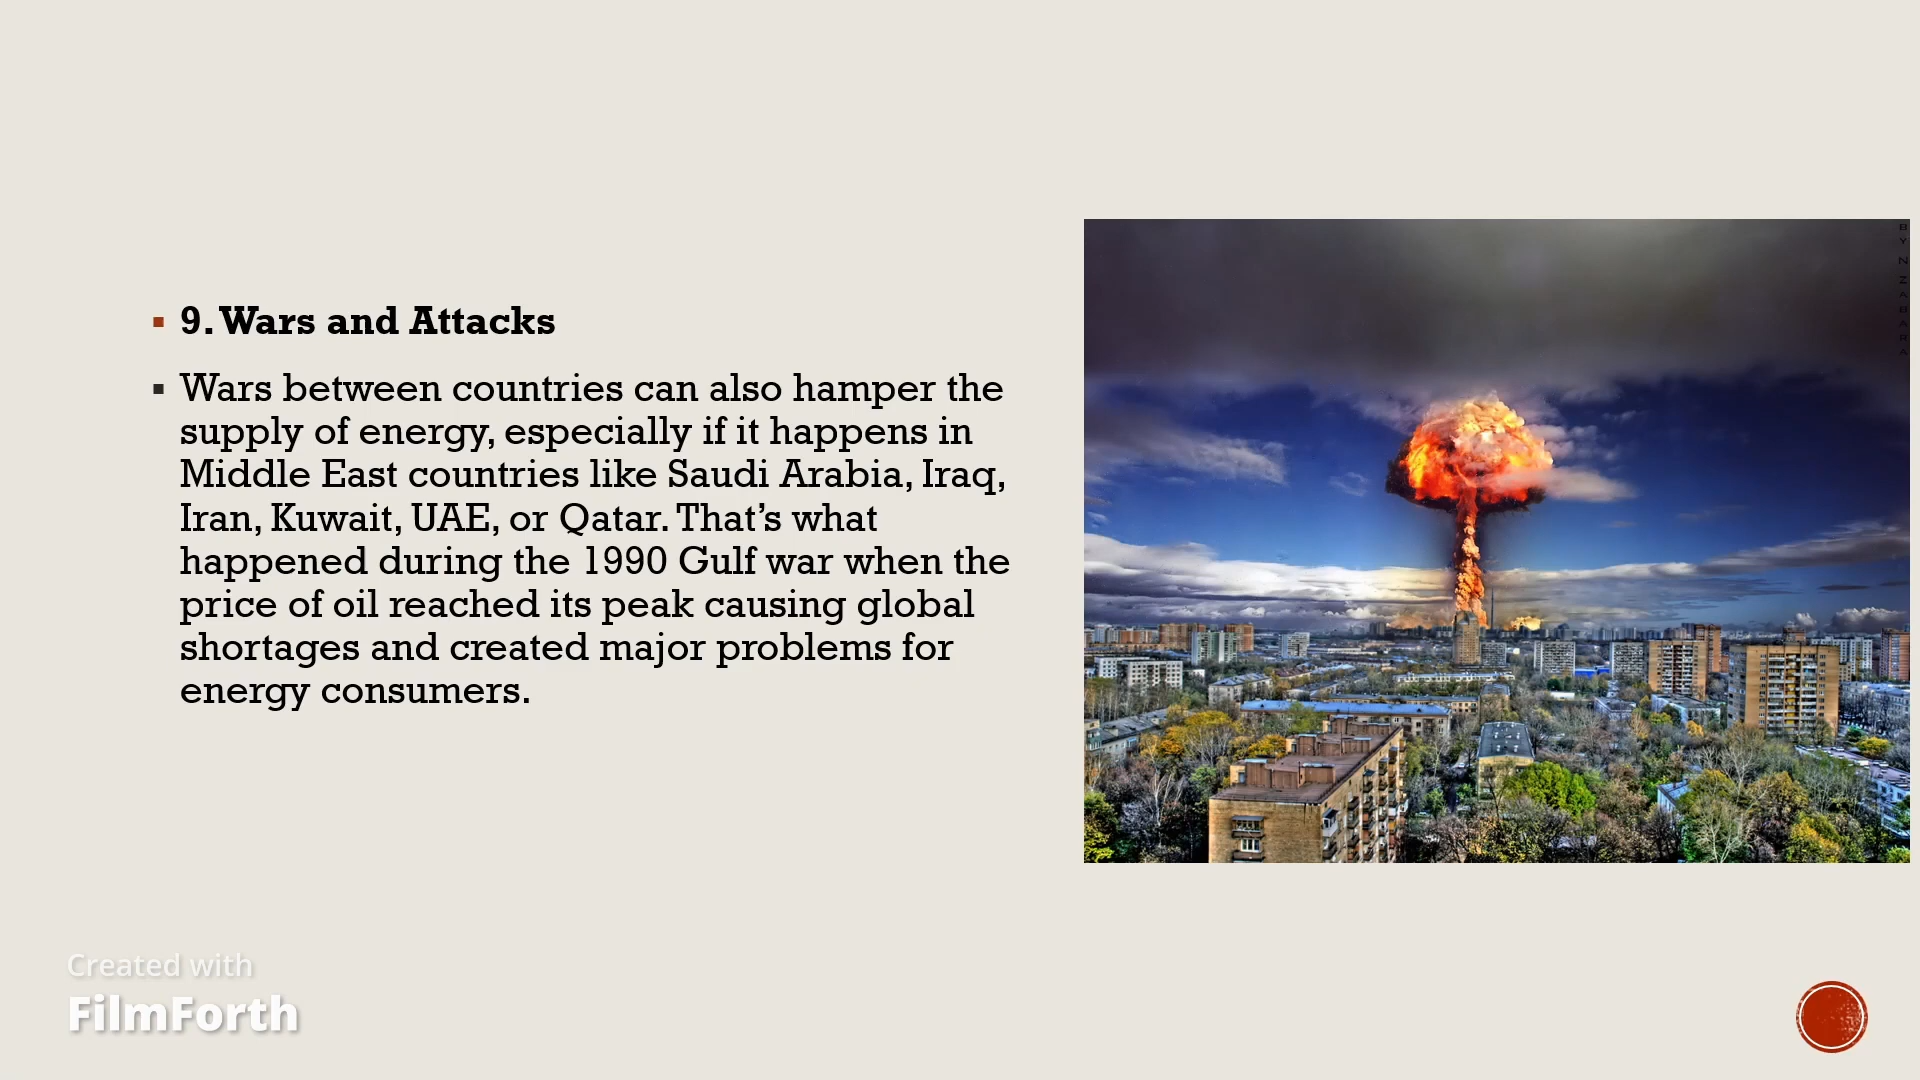 9. Wars and Attacks
Wars between countries can also hamper the
supply of energy, especially if it happens in
Middle East countries like Saudi Arabia, Iraq,
Iran, Kuwait, UAE, or Qatar. That’s what
happened during the 1990 Gulf war when the
price of oil reached its peak causing global
shortages and created major problems for
energy consumers.
BY NZABARA
Created with
FilmForth